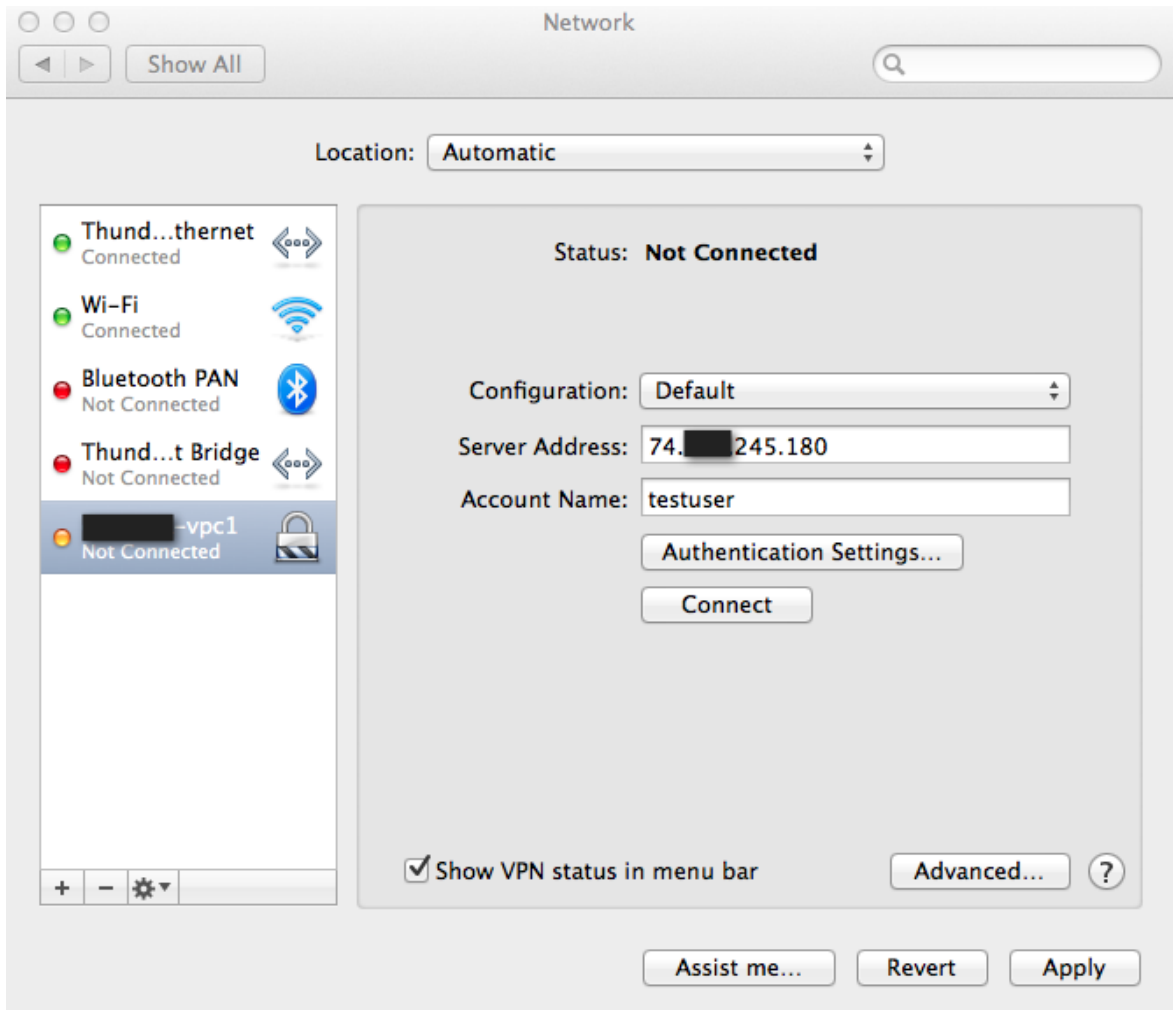 Network
Show All
Location: Automatic
Thund...thernet
Connected
Wi-Fi
Connected
Bluetooth PAN
Not Connected
Thund...t Bridge
Not Connected
-vpc1
Not Connected
Status: Not Connected
Configuration: Default
Server Address: 74. 245.180
Account Name: testuser
Authentication Settings...
Connect
Show VPN status in menu bar
Advanced... ?
+ −
Assist me... Revert Apply